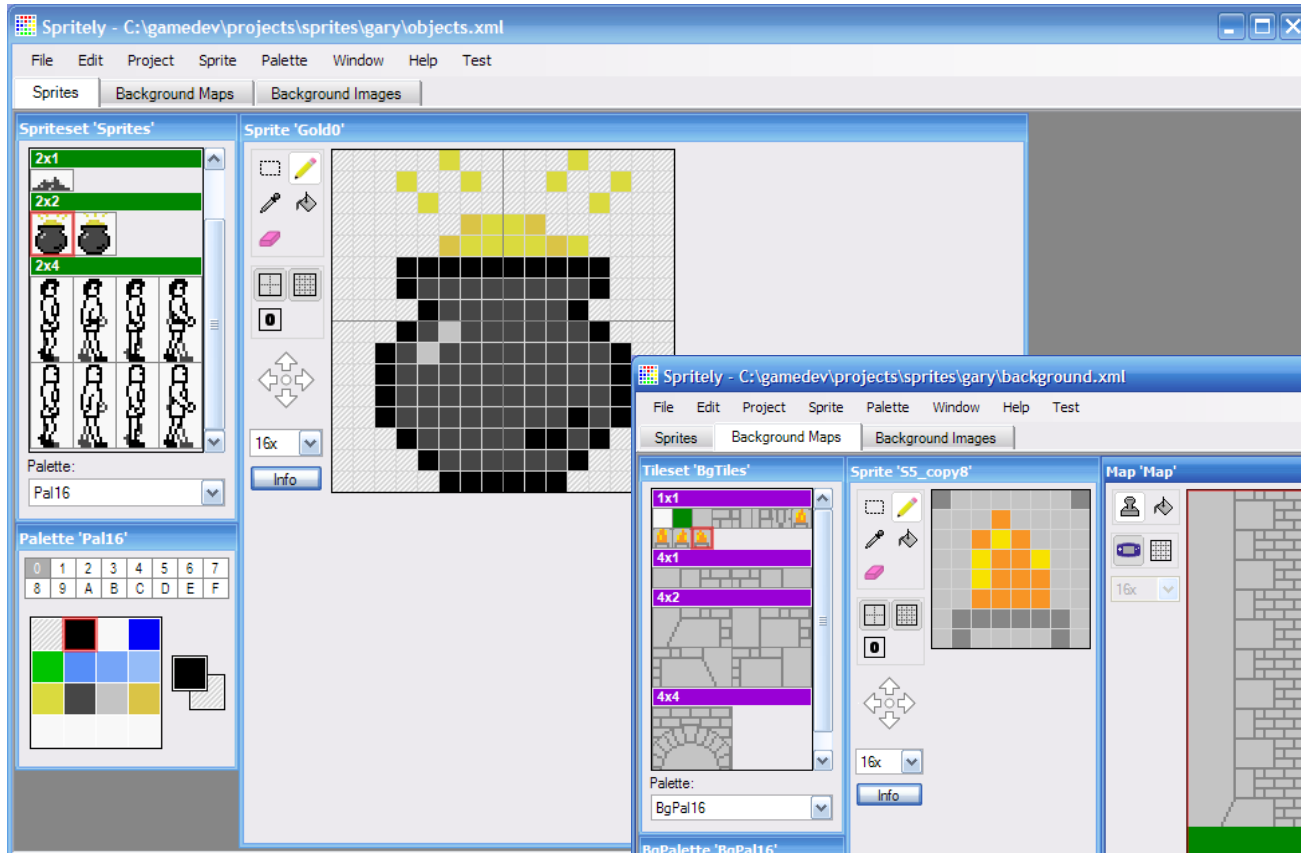 Spritely - C:\gamedev\projects\sprites\gary\objects.xml
File Edit Project Sprite Palette Window Help Test
Sprites Background Maps Background Images
Spriteset 'Sprites'
2x1
2x2
2x4
Palette:
Pal16
Palette 'Pal16'
0 1 2 3 4 5 6 7
8 9 A B C D E F
Sprite 'Gold0'
0
16x
Info
Spritely - C:\gamedev\projects\sprites\gary\background.xml
File Edit Project Sprite Palette Window Help Test
Sprites Background Maps Background Images
Tileset 'BgTiles'
1x1
4x1
4x2
4x4
Palette:
BgPal16
BgPalette 'BgPal16'
Sprite 'S5_copy8'
0
16x
Info
Map 'Map'
16x